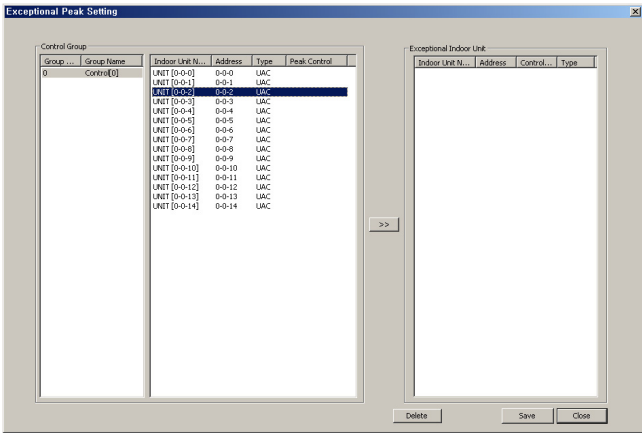 Exceptional Peak Setting
Control Group
Group ... Group Name
0 Control[0]
Indoor Unit N... Address Type Peak Control
UNIT [0-0-0] 0-0-0 UAC
UNIT [0-0-1] 0-0-1 UAC
UNIT [0-0-2] 0-0-2 UAC
UNIT [0-0-3] 0-0-3 UAC
UNIT [0-0-4] 0-0-4 UAC
UNIT [0-0-5] 0-0-5 UAC
UNIT [0-0-6] 0-0-6 UAC
UNIT [0-0-7] 0-0-7 UAC
UNIT [0-0-8] 0-0-8 UAC
UNIT [0-0-9] 0-0-9 UAC
UNIT [0-0-10] 0-0-10 UAC
UNIT [0-0-11] 0-0-11 UAC
UNIT [0-0-12] 0-0-12 UAC
UNIT [0-0-13] 0-0-13 UAC
UNIT [0-0-14] 0-0-14 UAC
>>
Exceptional Indoor Unit
Indoor Unit N... Address Control... Type
Delete Save Close